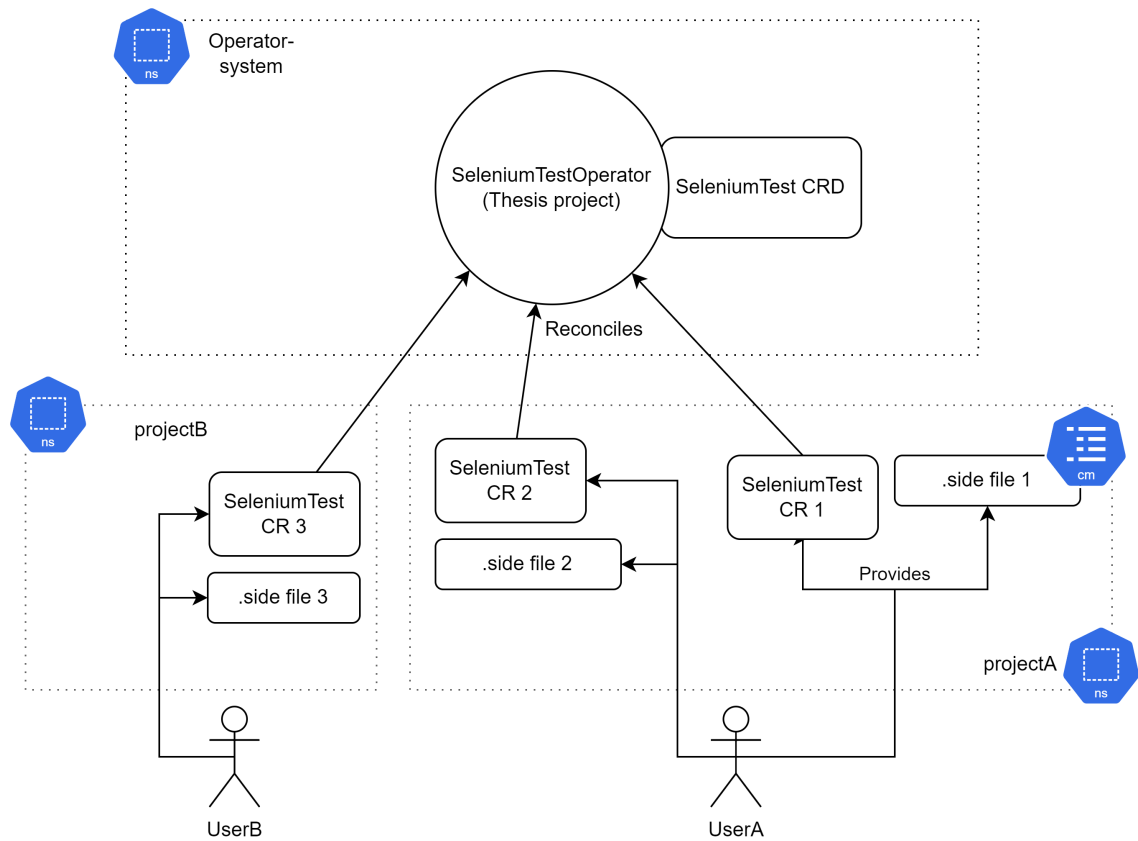 Operator-
system
ns
SeleniumTestOperator
(Thesis project)
SeleniumTest CRD
Reconciles
ns
projectB
SeleniumTest
CR 3
.side file 3
SeleniumTest
CR 2
.side file 2
SeleniumTest
CR 1
.side file 1
cm
Provides
projectA
ns
UserB
UserA